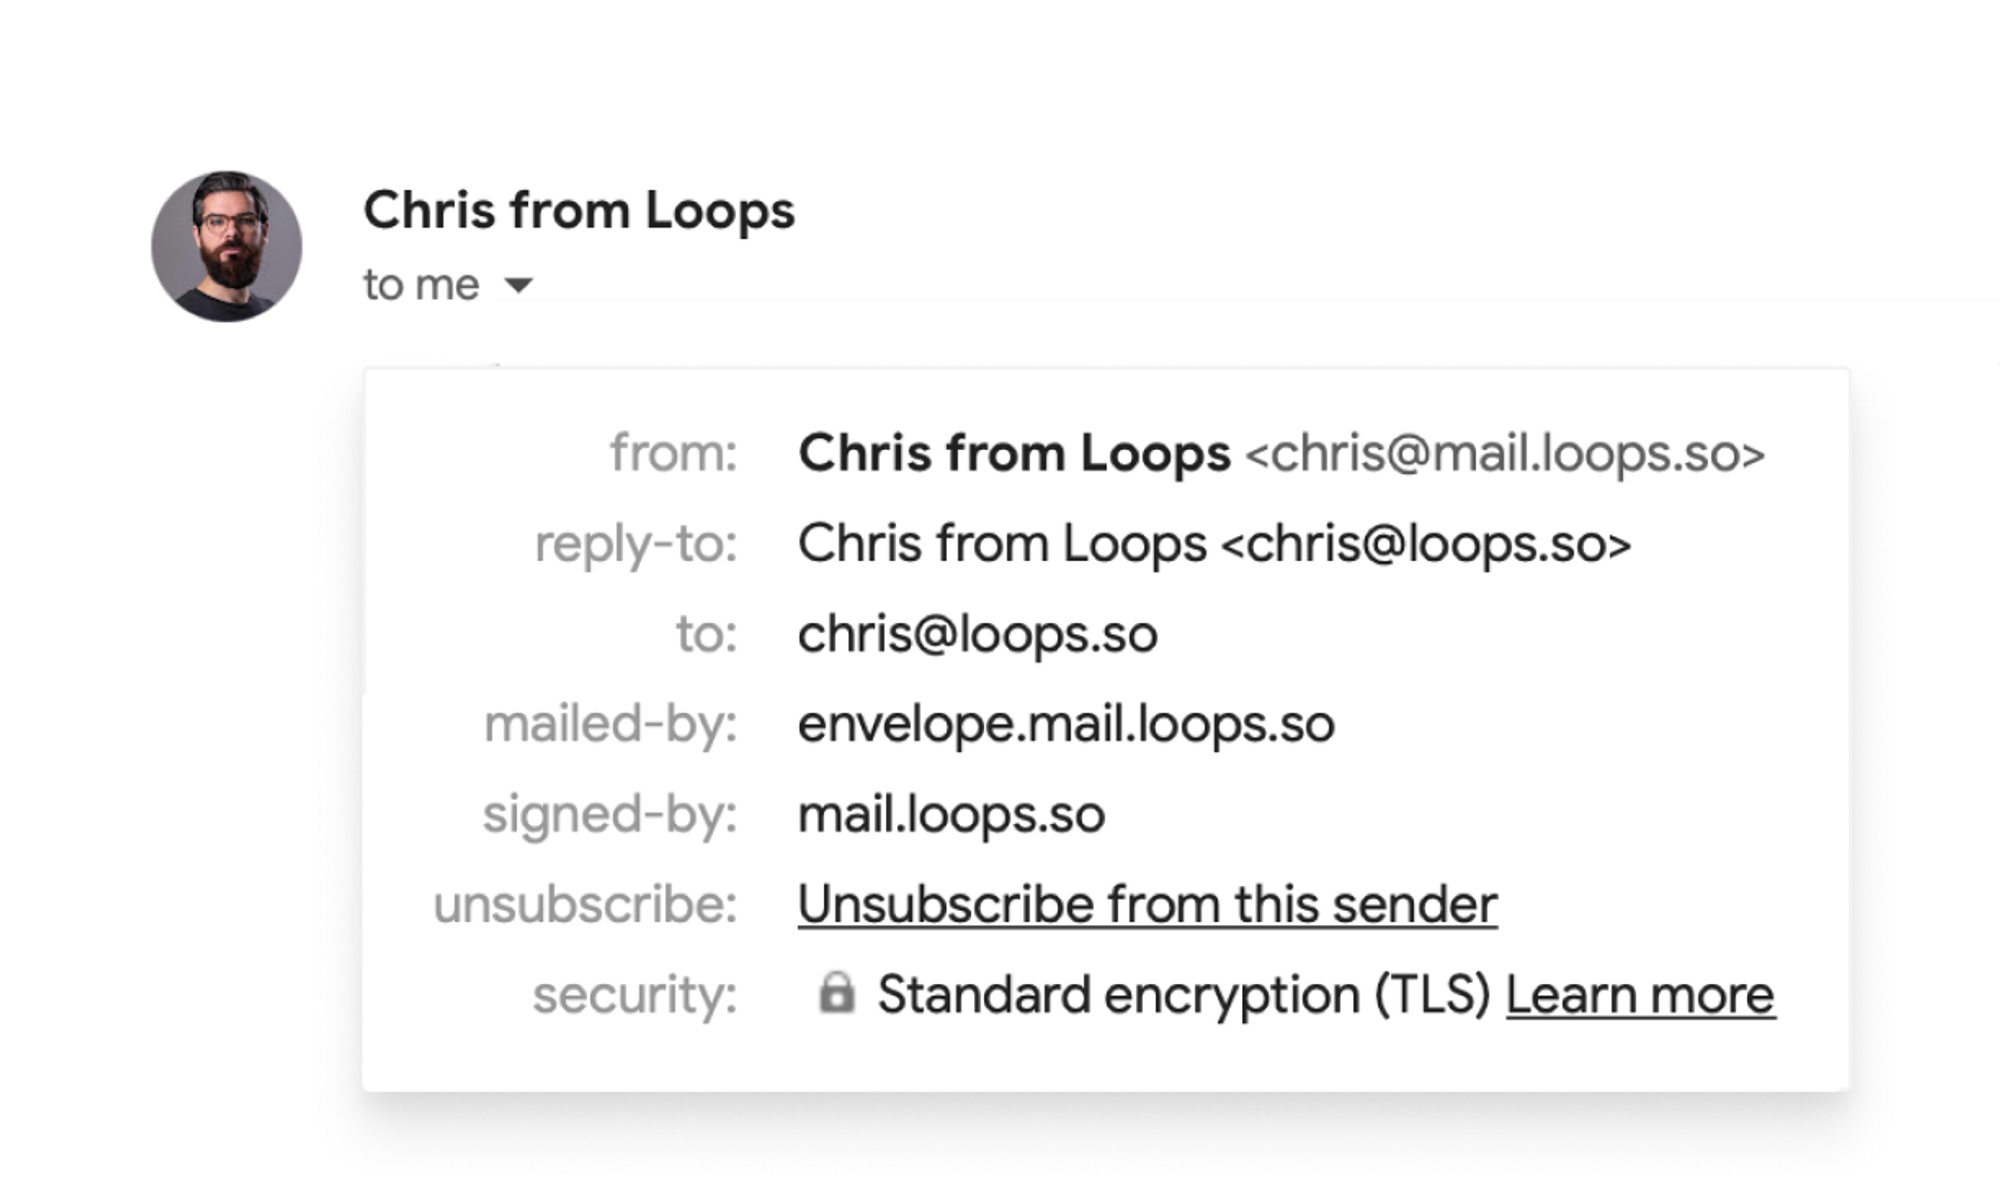 Chris from Loops
to me
from: Chris from Loops <chris@mail.loops.so>
reply-to: Chris from Loops <chris@loops.so>
to: chris@loops.so
mailed-by: envelope.mail.loops.so
signed-by: mail.loops.so
unsubscribe: Unsubscribe from this sender
security: Standard encryption (TLS) Learn more